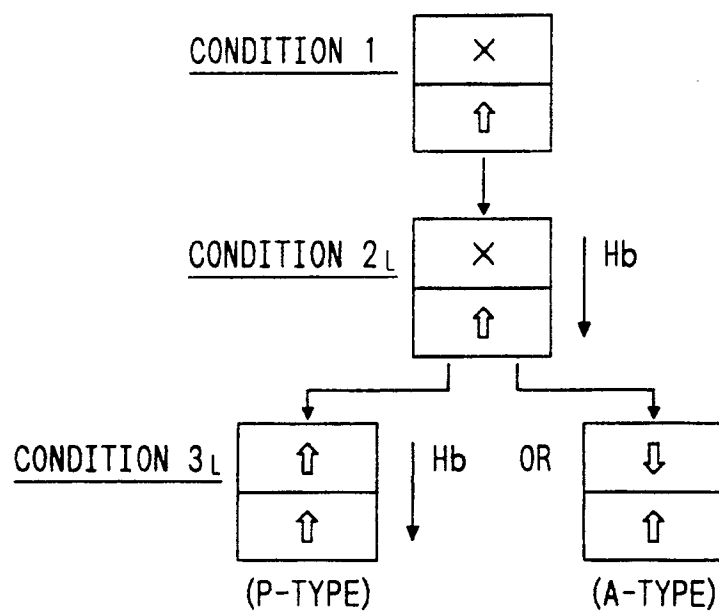 CONDITION 1
CONDITION 2L
Hb
CONDITION 3L
Hb OR
(P-TYPE) (A-TYPE)